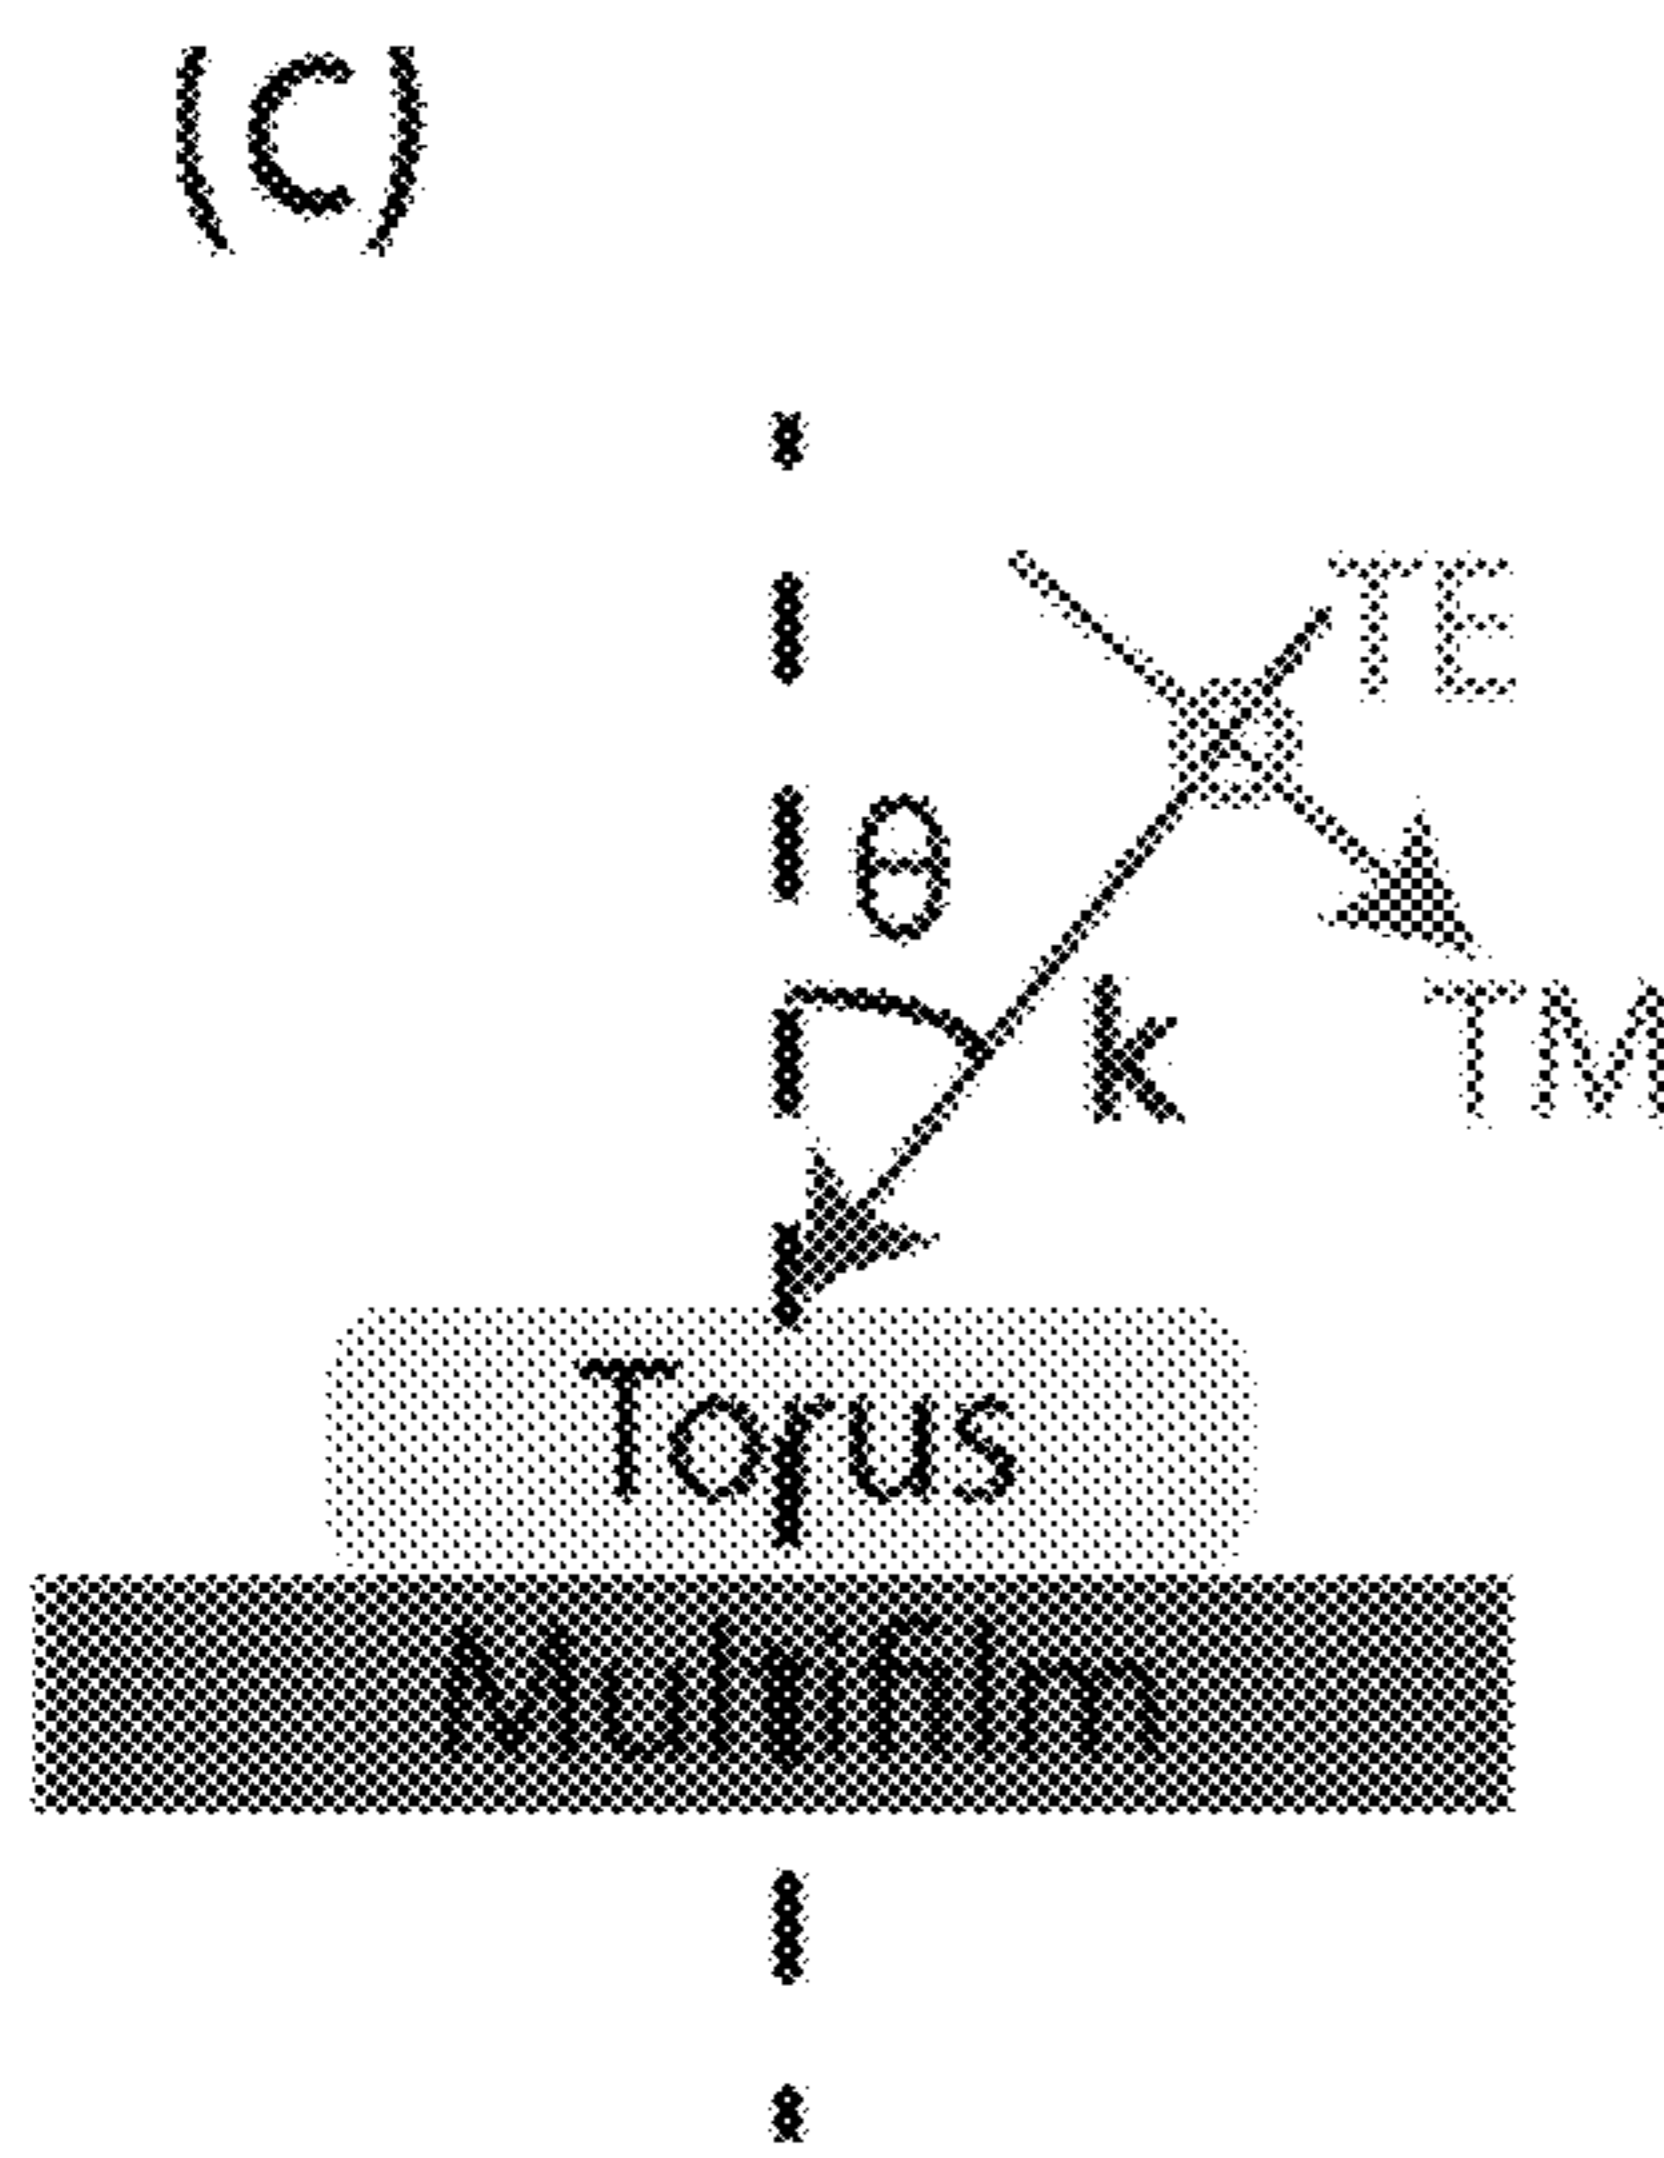 (c)
TE
θ
k
TM
Torus
Multifilm